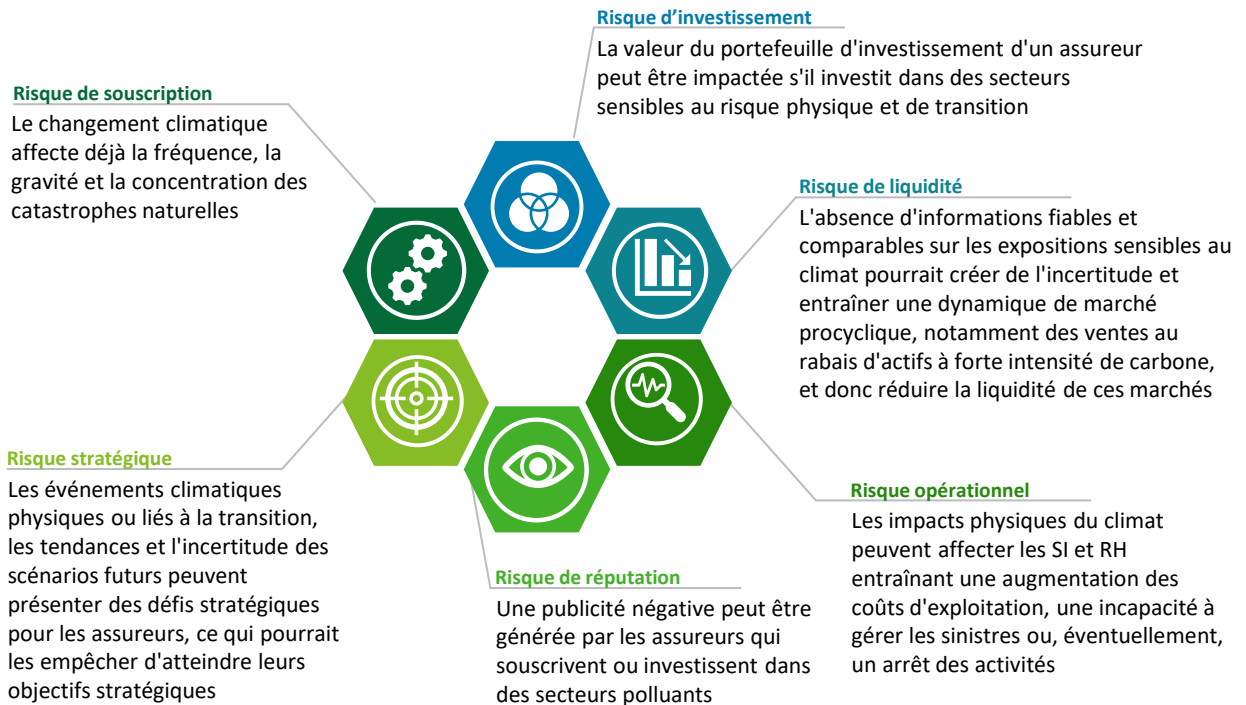 Risque d’investissement
La valeur du portefeuille d'investissement d'un assureur
peut être impactée s'il investit dans des secteurs
sensibles au risque physique et de transition
Risque de souscription
Le changement climatique
affecte déjà la fréquence, la
gravité et la concentration des
catastrophes naturelles
Risque de liquidité
L'absence d'informations fiables et
comparables sur les expositions sensibles au
climat pourrait créer de l'incertitude et
entraîner une dynamique de marché
procyclique, notamment des ventes au
rabais d'actifs à forte intensité de carbone,
et donc réduire la liquidité de ces marchés
Risque stratégique
Les événements climatiques
physiques ou liés à la transition,
les tendances et l'incertitude des
scénarios futurs peuvent
présenter des défis stratégiques
pour les assureurs, ce qui pourrait
les empêcher d'atteindre leurs
objectifs stratégiques
Risque de réputation
Une publicité négative peut être
générée par les assureurs qui
souscrivent ou investissent dans
des secteurs polluants
Risque opérationnel
Les impacts physiques du climat
peuvent affecter les SI et RH
entraînant une augmentation des
coûts d'exploitation, une incapacité à
gérer les sinistres ou, éventuellement,
un arrêt des activités